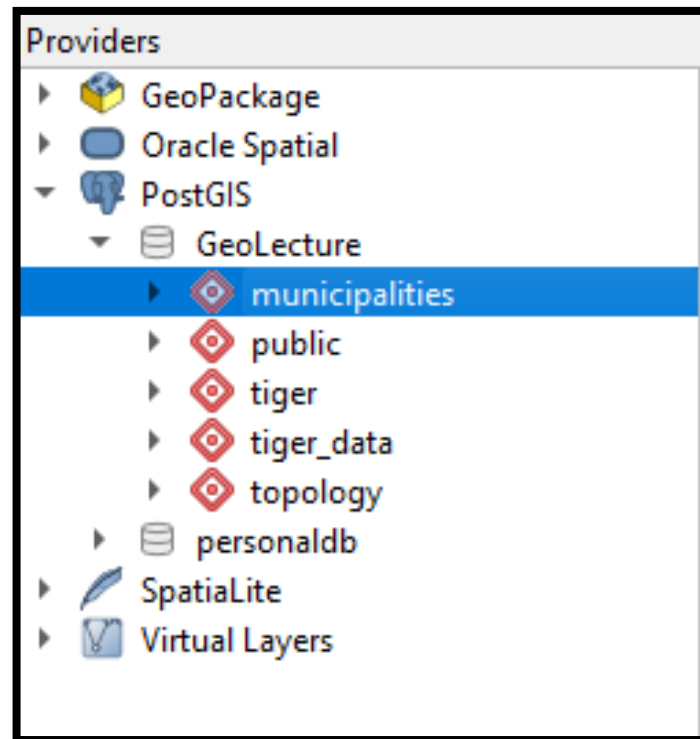 Providers
GeoPackage
Oracle Spatial
PostGIS
GeoLecture
municipalities
public
tiger
tiger_data
topology
personaldb
SpatiaLite
Virtual Layers